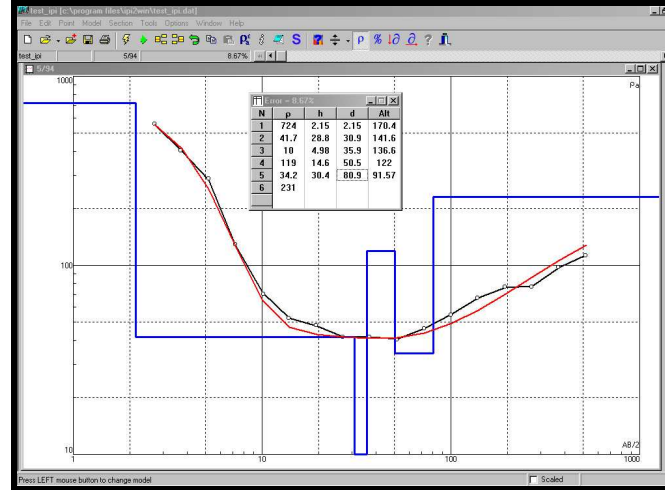 test_ipi [c:\program files\ipi2win\test_ipi.dat]
File Edit Point Model Section Tools Options Window Help
test_ipi 5/94 8.67%
5/94
1000
Pa
Error = 8.67%
N ρ h d Alt
1 724 2.15 2.15 170.4
2 41.7 28.8 30.9 141.6
3 10 4.98 35.9 136.6
4 119 14.6 50.5 122
5 34.2 30.4 80.9 91.57
6 231
100
10
AB/2
1 10 100 1000
Press LEFT mouse button to change model
Scaled